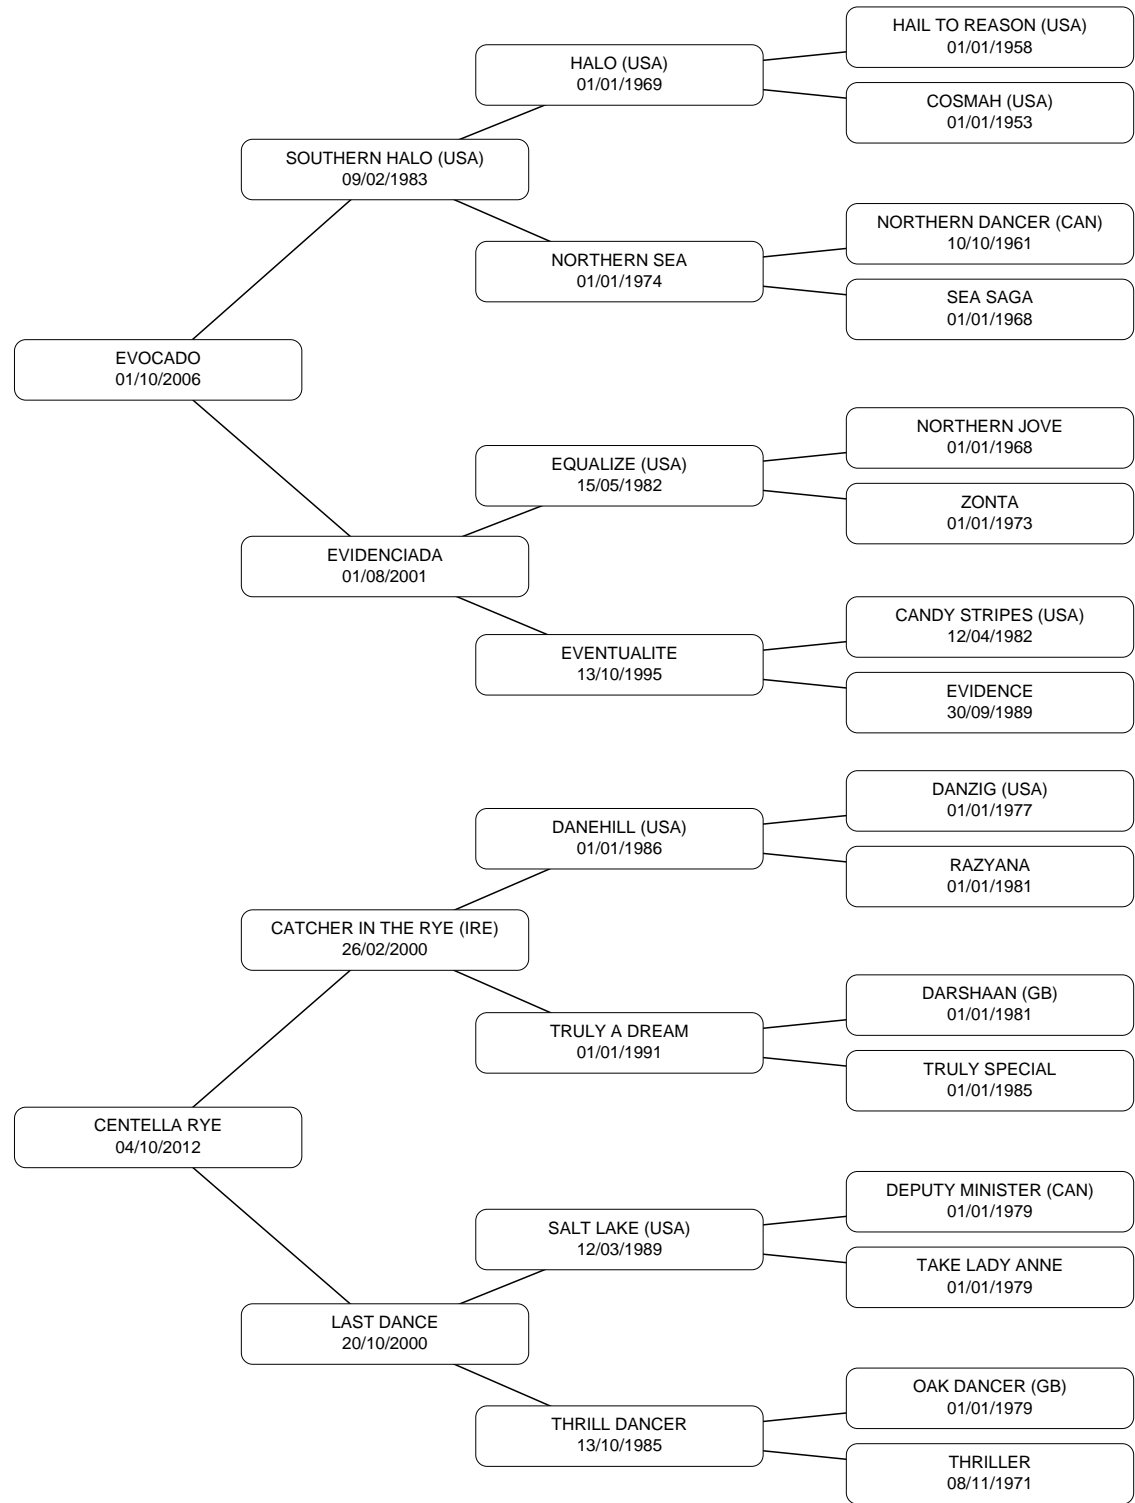 HAIL TO REASON (USA)
01/01/1958
HALO (USA)
01/01/1969
COSMAH (USA)
01/01/1953
SOUTHERN HALO (USA)
09/02/1983
NORTHERN DANCER (CAN)
10/10/1961
NORTHERN SEA
01/01/1974
SEA SAGA
01/01/1968
EVOCADO
01/10/2006
NORTHERN JOVE
01/01/1968
EQUALIZE (USA)
15/05/1982
ZONTA
01/01/1973
EVIDENCIADA
01/08/2001
CANDY STRIPES (USA)
12/04/1982
EVENTUALITE
13/10/1995
EVIDENCE
30/09/1989
DANZIG (USA)
01/01/1977
DANEHILL (USA)
01/01/1986
RAZYANA
01/01/1981
CATCHER IN THE RYE (IRE)
26/02/2000
DARSHAAN (GB)
01/01/1981
TRULY A DREAM
01/01/1991
TRULY SPECIAL
01/01/1985
CENTELLA RYE
04/10/2012
DEPUTY MINISTER (CAN)
01/01/1979
SALT LAKE (USA)
12/03/1989
TAKE LADY ANNE
01/01/1979
LAST DANCE
20/10/2000
OAK DANCER (GB)
01/01/1979
THRILL DANCER
13/10/1985
THRILLER
08/11/1971